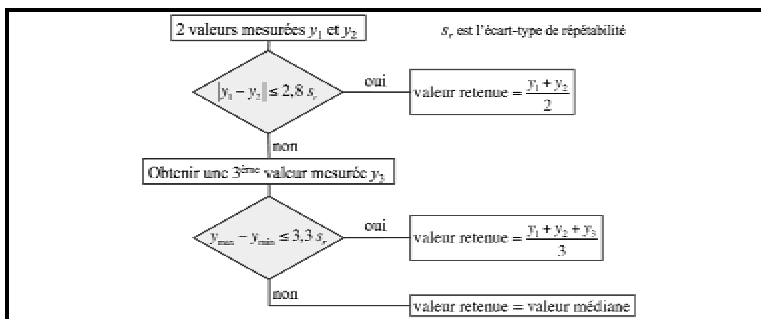 2 valeurs mesurées y₁ et y₂
sᵣ est l'écart-type de répétabilité
|y₁ − y₂| ≤ 2,8 sᵣ
oui
valeur retenue = (y₁ + y₂)/2
non
Obtenir une 3ème valeur mesurée y₃
y_max − y_min ≤ 3,3 sᵣ
oui
valeur retenue = (y₁ + y₂ + y₃)/3
non
valeur retenue = valeur médiane